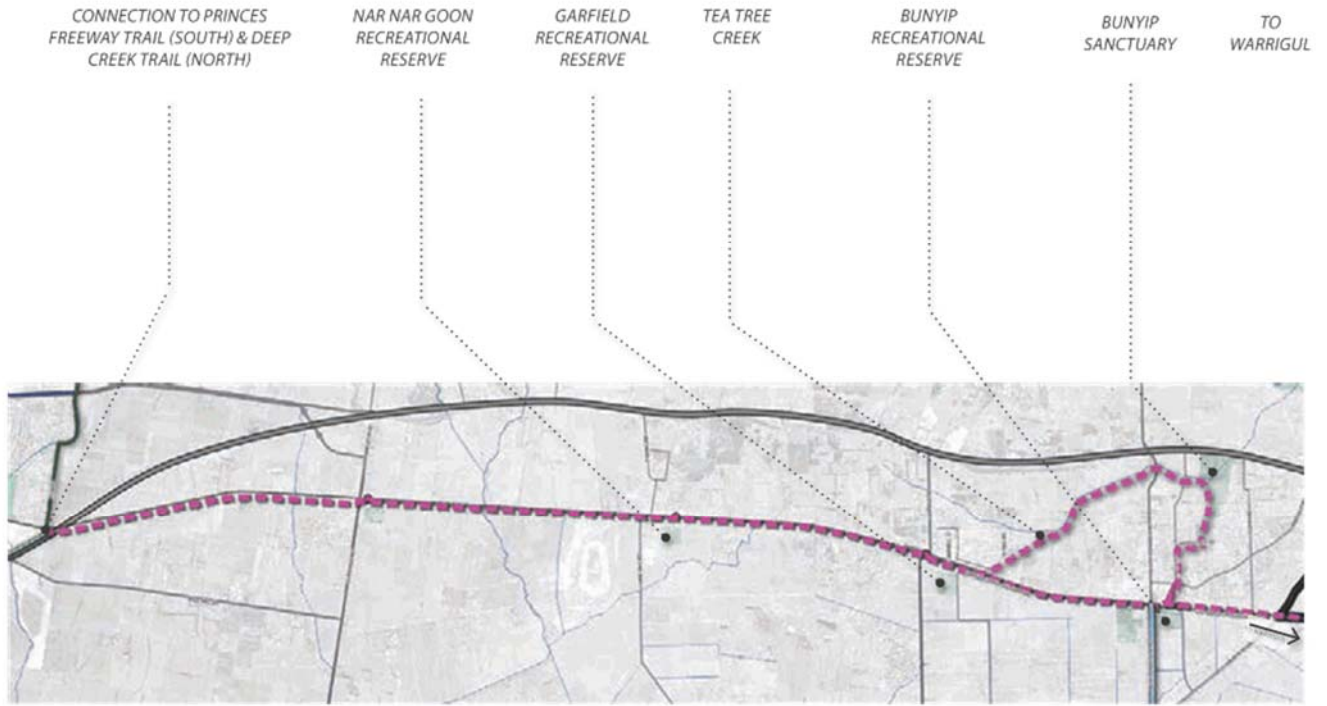 CONNECTION TO PRINCES
FREEWAY TRAIL (SOUTH) & DEEP
CREEK TRAIL (NORTH)
NAR NAR GOON
RECREATIONAL
RESERVE
GARFIELD
RECREATIONAL
RESERVE
TEA TREE
CREEK
BUNYIP
RECREATIONAL
RESERVE
BUNYIP
SANCTUARY
TO
WARRIGUL